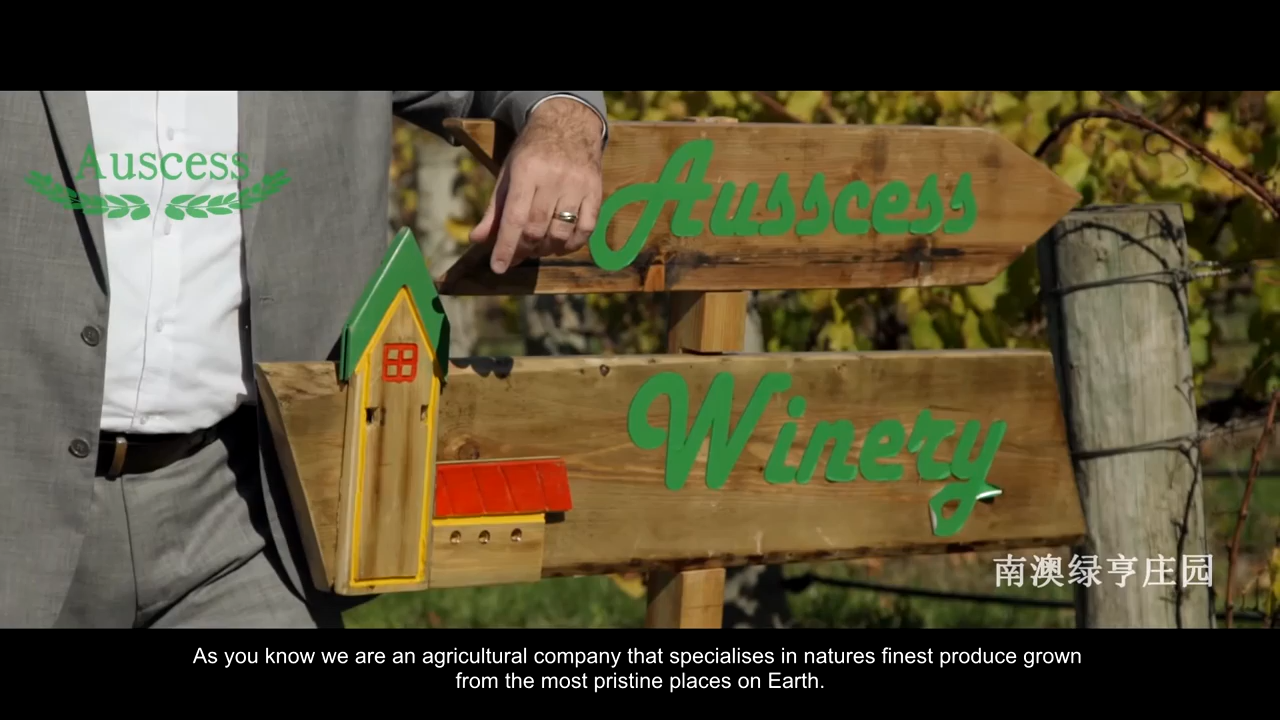 Auscess
Ausscess
Winery
南澳绿亨庄园
As you know we are an agricultural company that specialises in natures finest produce grown
from the most pristine places on Earth.